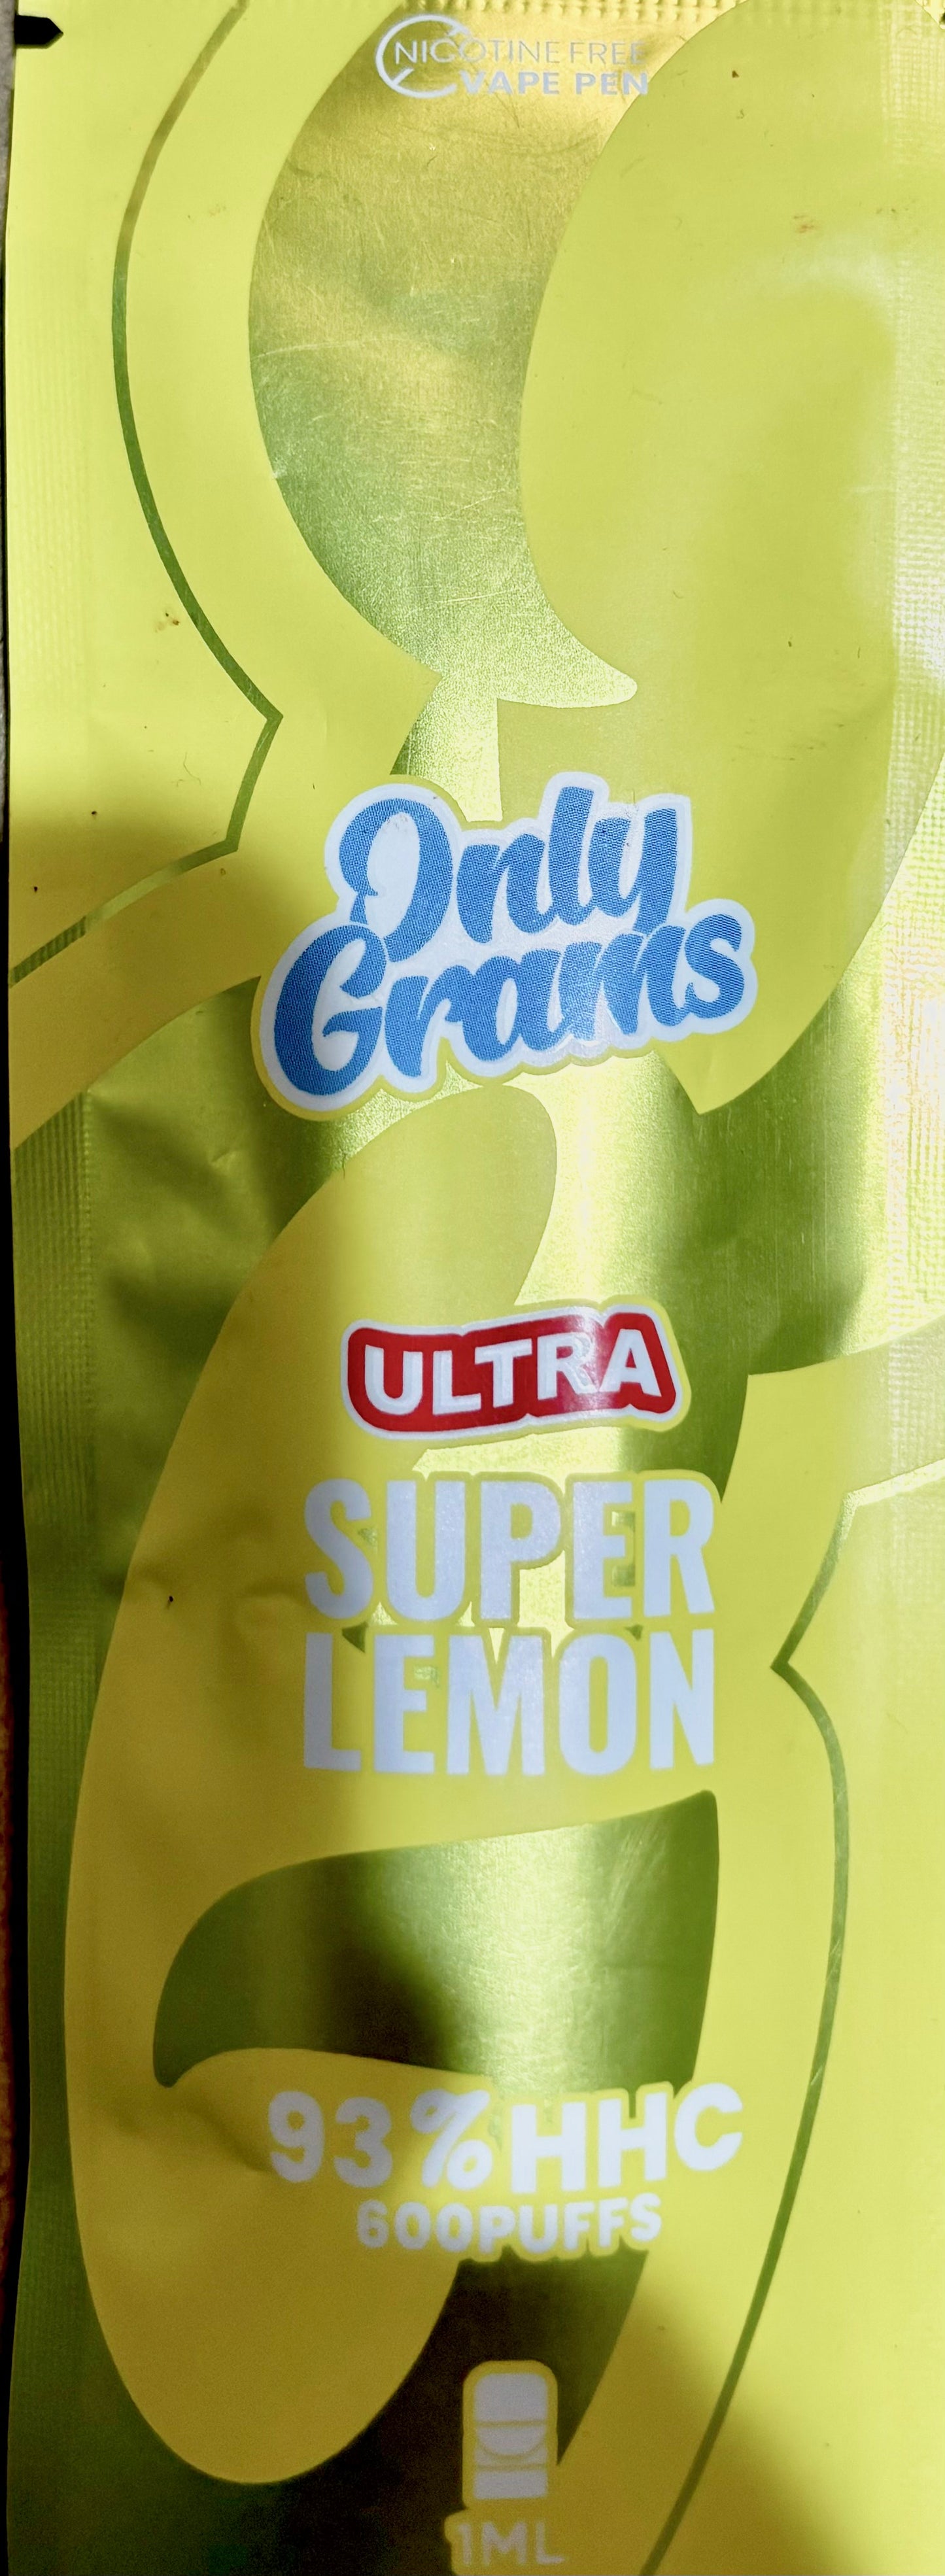 NICOTINE FREE
VAPE PEN
Only
Grams
ULTRA
SUPER
LEMON
93% HHC
600PUFFS
1ML